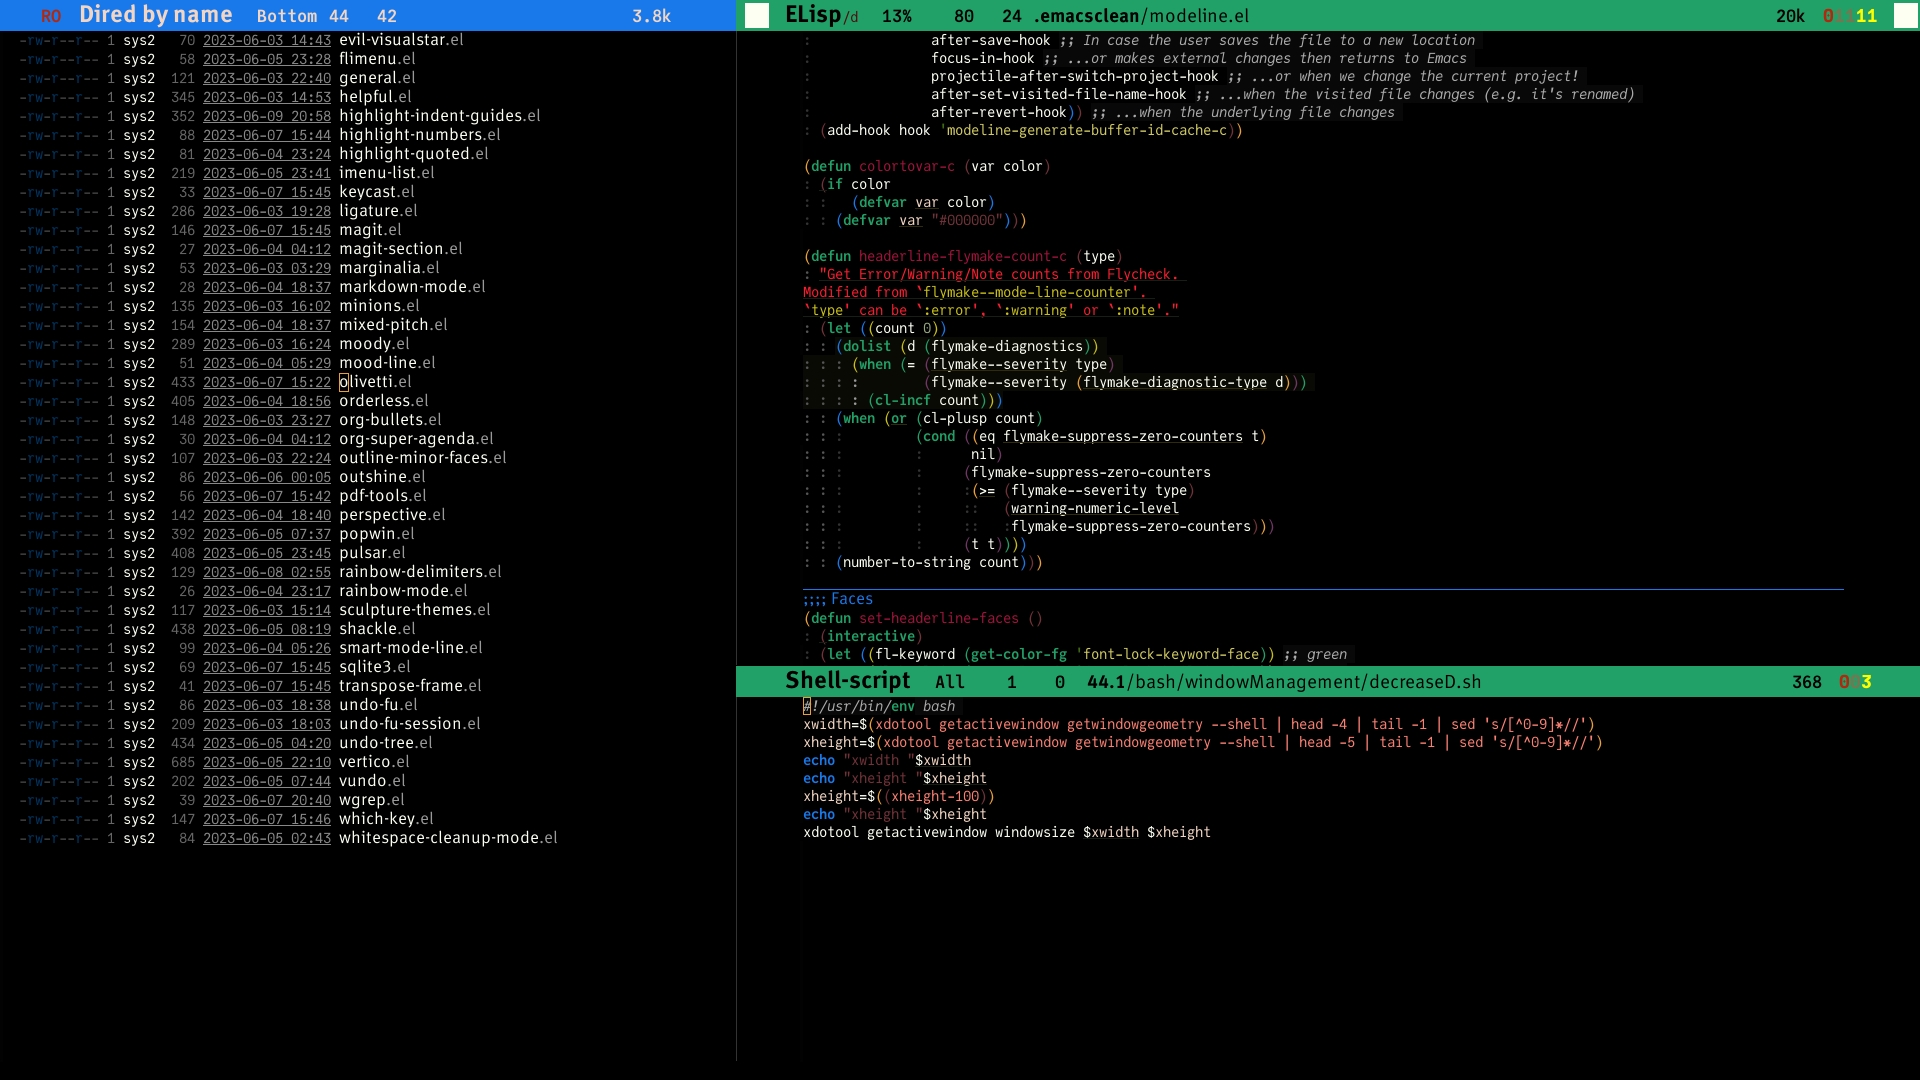 RO Dired by name Bottom 44 42 3.8k
-rw-r--r-- 1 sys2 70 2023-06-03 14:43 evil-visualstar.el
-rw-r--r-- 1 sys2 58 2023-06-05 23:28 flimenu.el
-rw-r--r-- 1 sys2 121 2023-06-03 22:40 general.el
-rw-r--r-- 1 sys2 345 2023-06-03 14:53 helpful.el
-rw-r--r-- 1 sys2 352 2023-06-09 20:58 highlight-indent-guides.el
-rw-r--r-- 1 sys2 88 2023-06-07 15:44 highlight-numbers.el
-rw-r--r-- 1 sys2 81 2023-06-04 23:24 highlight-quoted.el
-rw-r--r-- 1 sys2 219 2023-06-05 23:41 imenu-list.el
-rw-r--r-- 1 sys2 33 2023-06-07 15:45 keycast.el
-rw-r--r-- 1 sys2 286 2023-06-03 19:28 ligature.el
-rw-r--r-- 1 sys2 146 2023-06-07 15:45 magit.el
-rw-r--r-- 1 sys2 27 2023-06-04 04:12 magit-section.el
-rw-r--r-- 1 sys2 53 2023-06-03 03:29 marginalia.el
-rw-r--r-- 1 sys2 28 2023-06-04 18:37 markdown-mode.el
-rw-r--r-- 1 sys2 135 2023-06-03 16:02 minions.el
-rw-r--r-- 1 sys2 154 2023-06-04 18:37 mixed-pitch.el
-rw-r--r-- 1 sys2 289 2023-06-03 16:24 moody.el
-rw-r--r-- 1 sys2 51 2023-06-04 05:29 mood-line.el
-rw-r--r-- 1 sys2 433 2023-06-07 15:22 olivetti.el
-rw-r--r-- 1 sys2 405 2023-06-04 18:56 orderless.el
-rw-r--r-- 1 sys2 148 2023-06-03 23:27 org-bullets.el
-rw-r--r-- 1 sys2 30 2023-06-04 04:12 org-super-agenda.el
-rw-r--r-- 1 sys2 107 2023-06-03 22:24 outline-minor-faces.el
-rw-r--r-- 1 sys2 86 2023-06-06 00:05 outshine.el
-rw-r--r-- 1 sys2 56 2023-06-07 15:42 pdf-tools.el
-rw-r--r-- 1 sys2 142 2023-06-04 18:40 perspective.el
-rw-r--r-- 1 sys2 392 2023-06-05 07:37 popwin.el
-rw-r--r-- 1 sys2 408 2023-06-05 23:45 pulsar.el
-rw-r--r-- 1 sys2 129 2023-06-08 02:55 rainbow-delimiters.el
-rw-r--r-- 1 sys2 26 2023-06-04 23:17 rainbow-mode.el
-rw-r--r-- 1 sys2 117 2023-06-03 15:14 sculpture-themes.el
-rw-r--r-- 1 sys2 438 2023-06-05 08:19 shackle.el
-rw-r--r-- 1 sys2 99 2023-06-04 05:26 smart-mode-line.el
-rw-r--r-- 1 sys2 69 2023-06-07 15:45 sqlite3.el
-rw-r--r-- 1 sys2 41 2023-06-07 15:45 transpose-frame.el
-rw-r--r-- 1 sys2 86 2023-06-03 18:38 undo-fu.el
-rw-r--r-- 1 sys2 209 2023-06-03 18:03 undo-fu-session.el
-rw-r--r-- 1 sys2 434 2023-06-05 04:20 undo-tree.el
-rw-r--r-- 1 sys2 685 2023-06-05 22:10 vertico.el
-rw-r--r-- 1 sys2 202 2023-06-05 07:44 vundo.el
-rw-r--r-- 1 sys2 39 2023-06-07 20:40 wgrep.el
-rw-r--r-- 1 sys2 147 2023-06-07 15:46 which-key.el
-rw-r--r-- 1 sys2 84 2023-06-05 02:43 whitespace-cleanup-mode.el
ELisp/d 13% 80 24 .emacsclean/modeline.el 20k 0 11
: after-save-hook ;; In case the user saves the file to a new location
: focus-in-hook ;; ...or makes external changes then returns to Emacs
: projectile-after-switch-project-hook ;; ...or when we change the current project!
: after-set-visited-file-name-hook ;; ...when the visited file changes (e.g. it's renamed)
: after-revert-hook)) ;; ...when the underlying file changes
: (add-hook hook 'modeline-generate-buffer-id-cache-c))
(defun colortovar-c (var color)
: (if color
: : (defvar var color)
: : (defvar var "#000000")))
(defun headerline-flymake-count-c (type)
: "Get Error/Warning/Note counts from Flycheck.
Modified from `flymake--mode-line-counter'.
`type' can be `:error', `:warning' or `:note'."
: (let ((count 0))
: : (dolist (d (flymake-diagnostics))
: : : (when (= (flymake--severity type)
: : : : (flymake--severity (flymake-diagnostic-type d)))
: : : : (cl-incf count)))
: : (when (or (cl-plusp count)
: : : (cond ((eq flymake-suppress-zero-counters t)
: : : : nil)
: : : : (flymake-suppress-zero-counters
: : : : :(>= (flymake--severity type)
: : : : :: (warning-numeric-level
: : : : :: :flymake-suppress-zero-counters)))
: : : : (t t))))
: : (number-to-string count)))
;;;; Faces
(defun set-headerline-faces ()
: (interactive)
: (let ((fl-keyword (get-color-fg 'font-lock-keyword-face)) ;; green
Shell-script All 1 0 44.1/bash/windowManagement/decreaseD.sh 368 0 3
#!/usr/bin/env bash
xwidth=$(xdotool getactivewindow getwindowgeometry --shell | head -4 | tail -1 | sed 's/[^0-9]*//')
xheight=$(xdotool getactivewindow getwindowgeometry --shell | head -5 | tail -1 | sed 's/[^0-9]*//')
echo "xwidth "$xwidth
echo "xheight "$xheight
xheight=$((xheight-100))
echo "xheight "$xheight
xdotool getactivewindow windowsize $xwidth $xheight